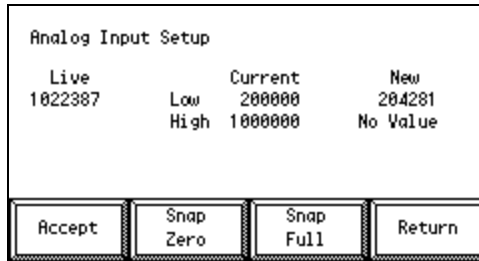 Analog Input Setup
Live Current New
1022387 Low 200000 204281
High 1000000 No Value
Accept Snap Zero Snap Full Return